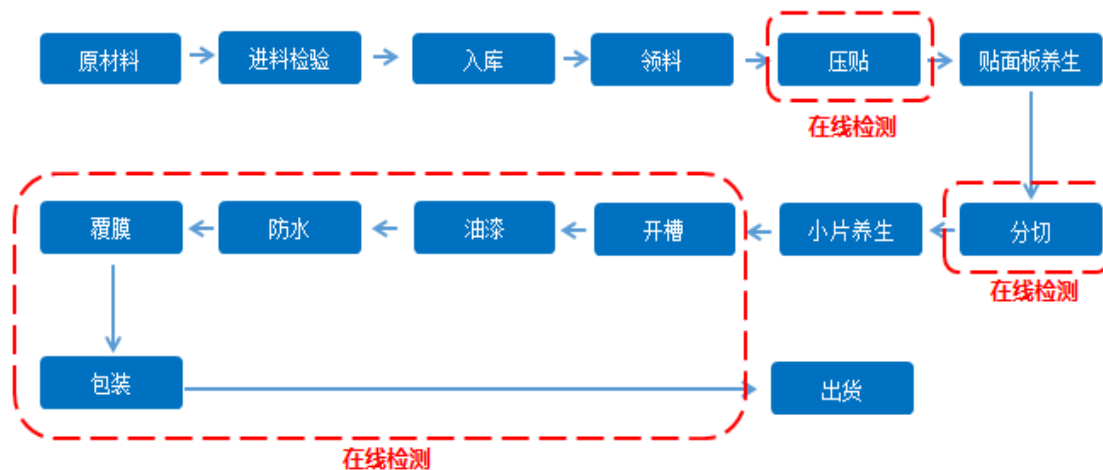 原材料
进料检验
入库
领料
压贴
贴面板养生
在线检测
分切
小片养生
开槽
油漆
防水
覆膜
在线检测
包装
出货
在线检测